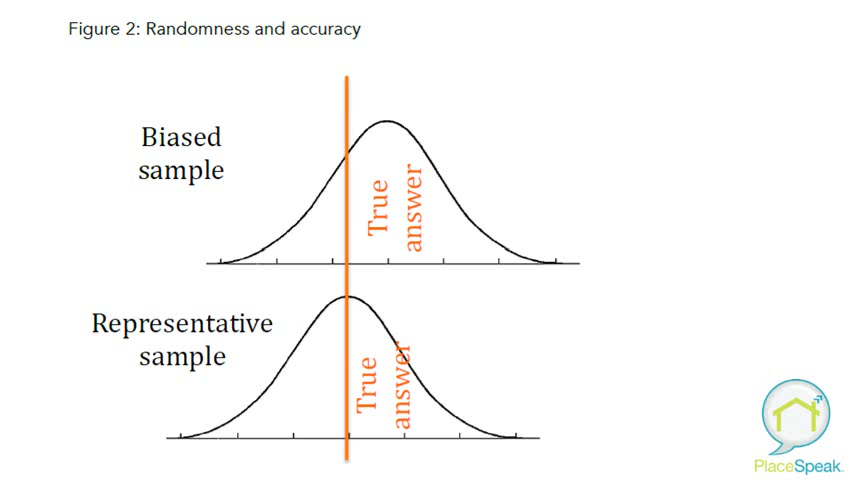 Figure 2: Randomness and accuracy
Biased
sample
True
answer
Representative
sample
True
answer
PlaceSpeak